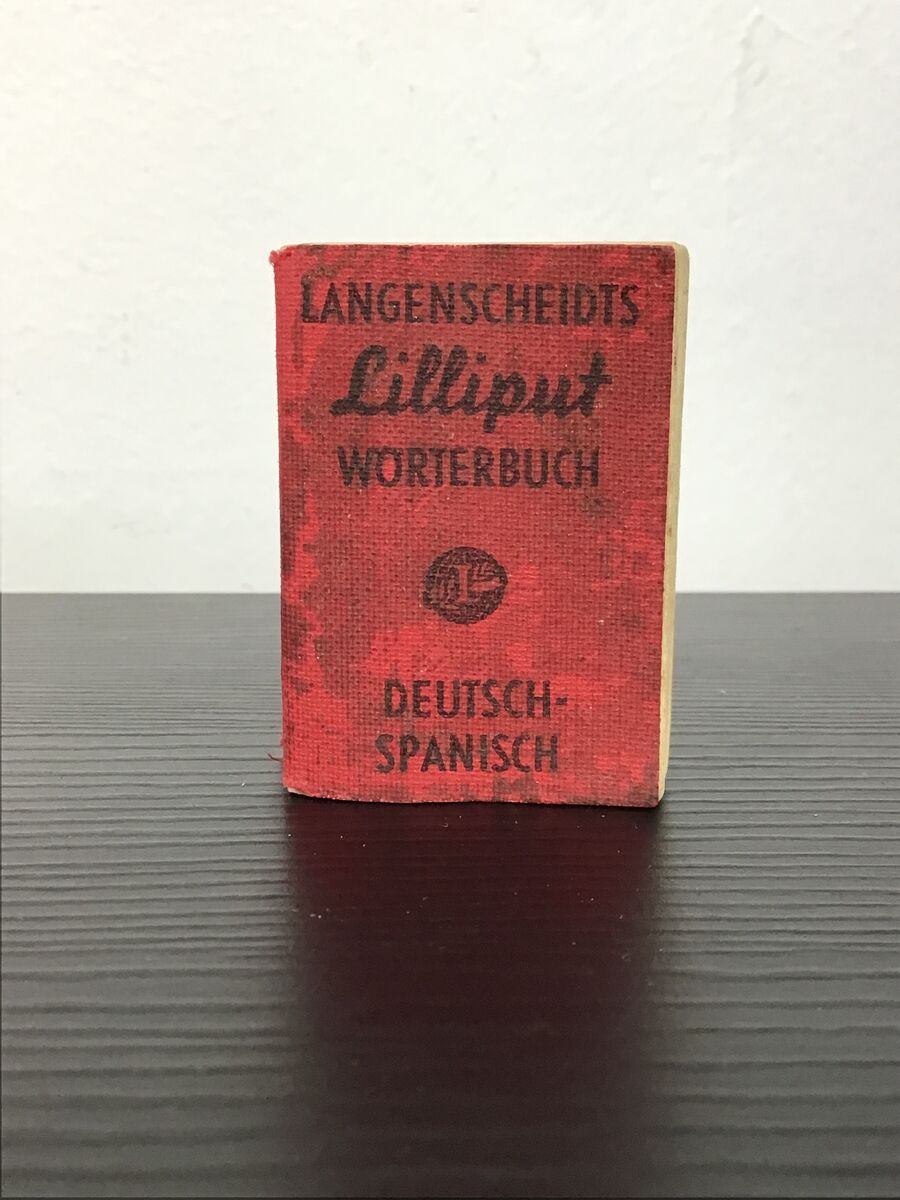 LANGENSCHEIDTS
Lilliput
WÖRTERBUCH
L
DEUTSCH-
SPANISCH